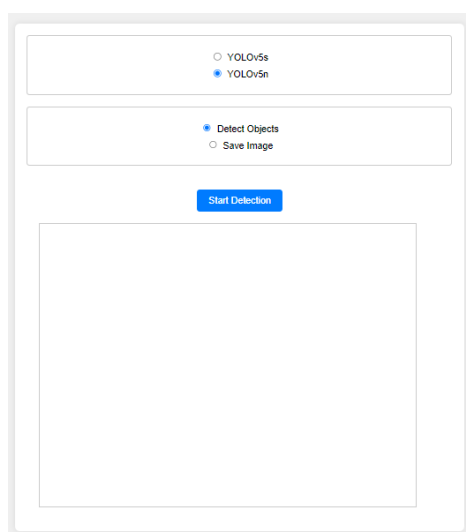 YOLOv5s
YOLOv5n
Detect Objects
Save Image
Start Detection